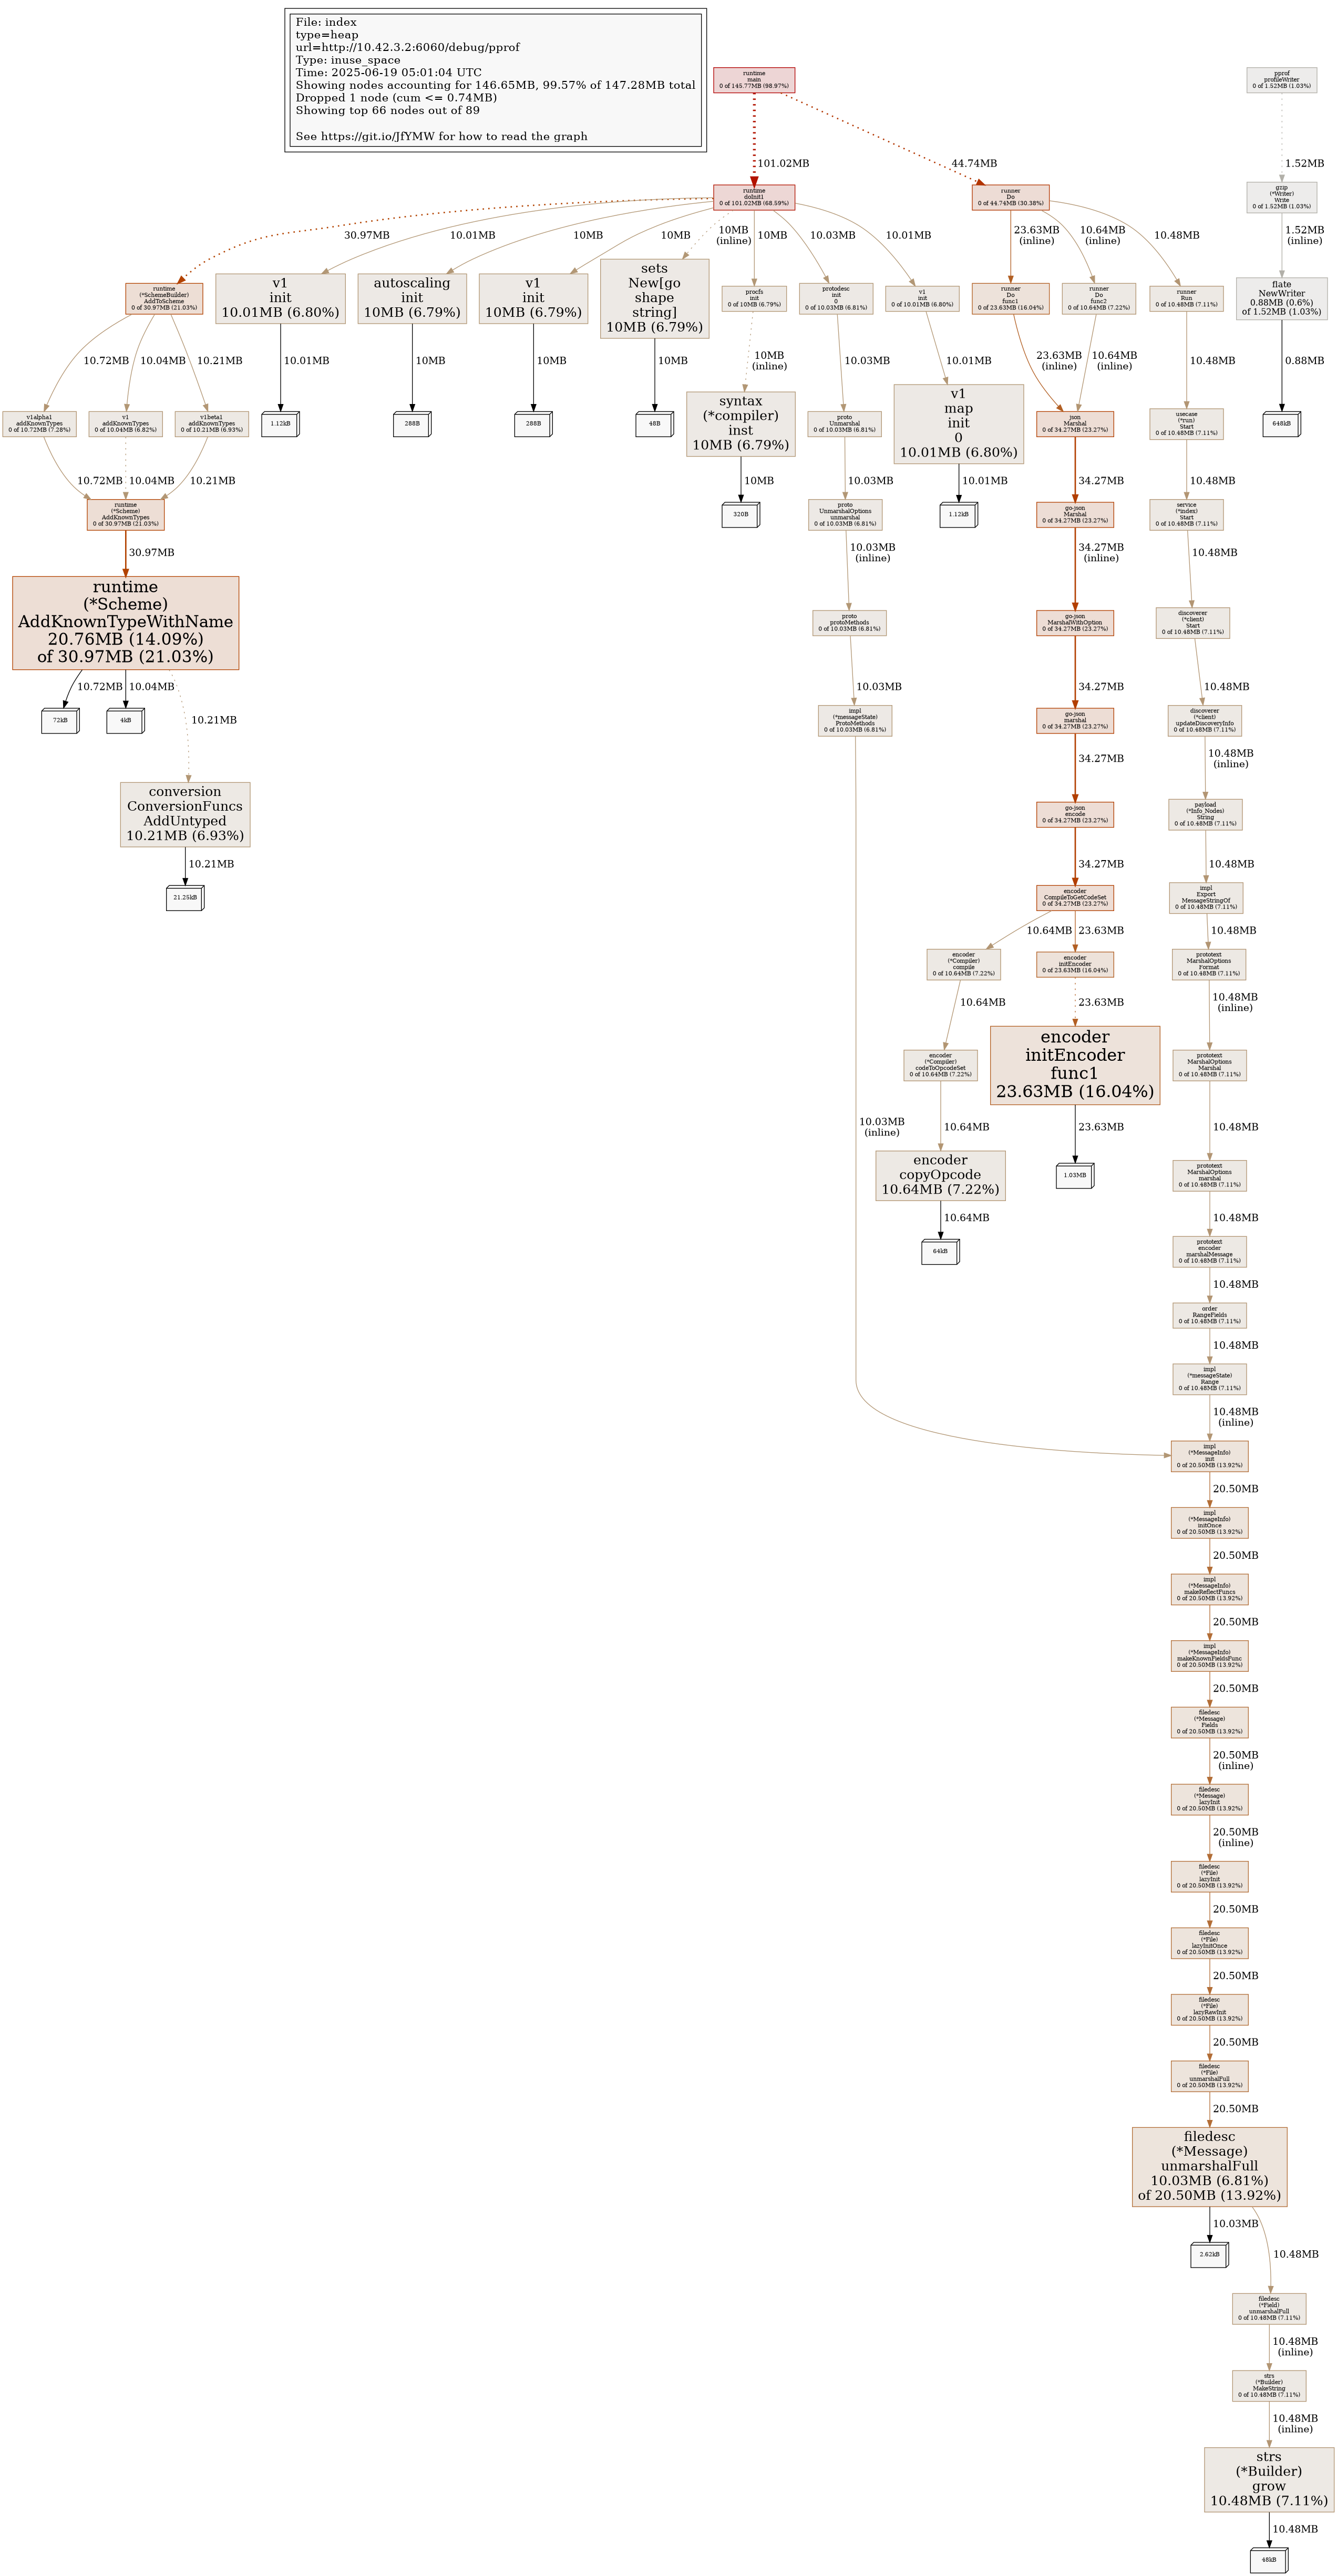 File: index
type=heap
url=http://10.42.3.2:6060/debug/pprof
Type: inuse_space
Time: 2025-06-19 05:01:04 UTC
Showing nodes accounting for 146.65MB, 99.57% of 147.28MB total
Dropped 1 node (cum <= 0.74MB)
Showing top 66 nodes out of 89
See https://git.io/JfYMW for how to read the graph
runtime
main
0 of 145.77MB (98.97%)
pprof
profileWriter
0 of 1.52MB (1.03%)
101.02MB
44.74MB
1.52MB
runtime
doInit1
0 of 101.02MB (68.59%)
runner
Do
0 of 44.74MB (30.38%)
gzip
(*Writer)
Write
0 of 1.52MB (1.03%)
30.97MB
10.01MB
10MB
10MB
10MB
(inline)
10MB
10.03MB
10.01MB
23.63MB
(inline)
10.64MB
(inline)
10.48MB
1.52MB
(inline)
runtime
(*SchemeBuilder)
AddToScheme
0 of 30.97MB (21.03%)
v1
init
10.01MB (6.80%)
autoscaling
init
10MB (6.79%)
v1
init
10MB (6.79%)
sets
New[go
shape
string]
10MB (6.79%)
procfs
init
0 of 10MB (6.79%)
protodesc
init
0
0 of 10.03MB (6.81%)
v1
init
0 of 10.01MB (6.80%)
runner
Do
func1
0 of 23.63MB (16.04%)
runner
Do
func2
0 of 10.64MB (7.22%)
runner
Run
0 of 10.48MB (7.11%)
flate
NewWriter
0.88MB (0.6%)
of 1.52MB (1.03%)
10.72MB
10.04MB
10.21MB
10.01MB
10MB
10MB
10MB
10MB
(inline)
10.03MB
10.01MB
23.63MB
(inline)
10.64MB
(inline)
10.48MB
0.88MB
v1alpha1
addKnownTypes
0 of 10.72MB (7.28%)
v1
addKnownTypes
0 of 10.04MB (6.82%)
v1beta1
addKnownTypes
0 of 10.21MB (6.93%)
1.12kB
288B
288B
48B
syntax
(*compiler)
inst
10MB (6.79%)
proto
Unmarshal
0 of 10.03MB (6.81%)
v1
map
init
0
10.01MB (6.80%)
json
Marshal
0 of 34.27MB (23.27%)
usecase
(*run)
Start
0 of 10.48MB (7.11%)
648kB
10.72MB
10.04MB
10.21MB
10MB
10.03MB
10.01MB
34.27MB
10.48MB
runtime
(*Scheme)
AddKnownTypes
0 of 30.97MB (21.03%)
320B
proto
UnmarshalOptions
unmarshal
0 of 10.03MB (6.81%)
1.12kB
go-json
Marshal
0 of 34.27MB (23.27%)
service
(*index)
Start
0 of 10.48MB (7.11%)
30.97MB
10.03MB
(inline)
34.27MB
(inline)
10.48MB
runtime
(*Scheme)
AddKnownTypeWithName
20.76MB (14.09%)
of 30.97MB (21.03%)
proto
protoMethods
0 of 10.03MB (6.81%)
go-json
MarshalWithOption
0 of 34.27MB (23.27%)
discoverer
(*client)
Start
0 of 10.48MB (7.11%)
10.72MB
10.04MB
10.21MB
10.03MB
34.27MB
10.48MB
72kB
4kB
impl
(*messageState)
ProtoMethods
0 of 10.03MB (6.81%)
go-json
marshal
0 of 34.27MB (23.27%)
discoverer
(*client)
updateDiscoveryInfo
0 of 10.48MB (7.11%)
34.27MB
10.48MB
(inline)
conversion
ConversionFuncs
AddUntyped
10.21MB (6.93%)
go-json
encode
0 of 34.27MB (23.27%)
payload
(*Info_Nodes)
String
0 of 10.48MB (7.11%)
10.21MB
34.27MB
10.48MB
21.25kB
encoder
CompileToGetCodeSet
0 of 34.27MB (23.27%)
impl
Export
MessageStringOf
0 of 10.48MB (7.11%)
10.64MB
23.63MB
10.48MB
encoder
(*Compiler)
compile
0 of 10.64MB (7.22%)
encoder
initEncoder
0 of 23.63MB (16.04%)
prototext
MarshalOptions
Format
0 of 10.48MB (7.11%)
10.64MB
23.63MB
10.48MB
(inline)
encoder
(*Compiler)
codeToOpcodeSet
0 of 10.64MB (7.22%)
encoder
initEncoder
func1
23.63MB (16.04%)
prototext
MarshalOptions
Marshal
0 of 10.48MB (7.11%)
10.03MB
(inline)
10.64MB
23.63MB
10.48MB
encoder
copyOpcode
10.64MB (7.22%)
1.03MB
prototext
MarshalOptions
marshal
0 of 10.48MB (7.11%)
10.64MB
10.48MB
64kB
prototext
encoder
marshalMessage
0 of 10.48MB (7.11%)
10.48MB
order
RangeFields
0 of 10.48MB (7.11%)
10.48MB
impl
(*messageState)
Range
0 of 10.48MB (7.11%)
10.48MB
(inline)
impl
(*MessageInfo)
init
0 of 20.50MB (13.92%)
20.50MB
impl
(*MessageInfo)
initOnce
0 of 20.50MB (13.92%)
20.50MB
impl
(*MessageInfo)
makeReflectFuncs
0 of 20.50MB (13.92%)
20.50MB
impl
(*MessageInfo)
makeKnownFieldsFunc
0 of 20.50MB (13.92%)
20.50MB
filedesc
(*Message)
Fields
0 of 20.50MB (13.92%)
20.50MB
(inline)
filedesc
(*Message)
lazyInit
0 of 20.50MB (13.92%)
20.50MB
(inline)
filedesc
(*File)
lazyInit
0 of 20.50MB (13.92%)
20.50MB
filedesc
(*File)
lazyInitOnce
0 of 20.50MB (13.92%)
20.50MB
filedesc
(*File)
lazyRawInit
0 of 20.50MB (13.92%)
20.50MB
filedesc
(*File)
unmarshalFull
0 of 20.50MB (13.92%)
20.50MB
filedesc
(*Message)
unmarshalFull
10.03MB (6.81%)
of 20.50MB (13.92%)
10.03MB
10.48MB
2.62kB
filedesc
(*Field)
unmarshalFull
0 of 10.48MB (7.11%)
10.48MB
(inline)
strs
(*Builder)
MakeString
0 of 10.48MB (7.11%)
10.48MB
(inline)
strs
(*Builder)
grow
10.48MB (7.11%)
10.48MB
48kB